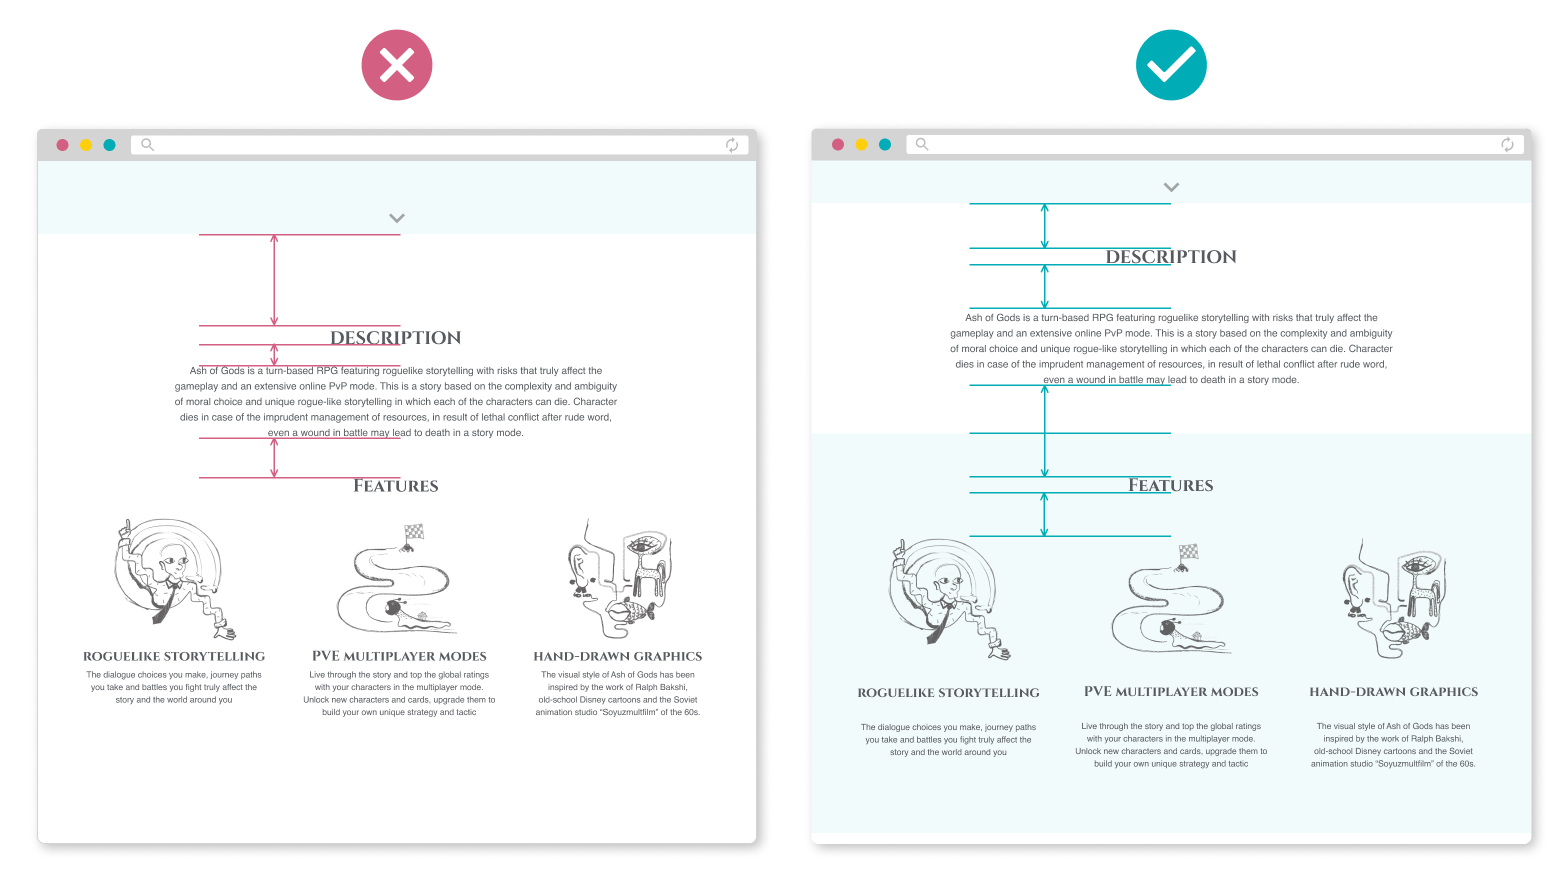 DESCRIPTION
Ash of Gods is a turn-based RPG featuring roguelike storytelling with risks that truly affect the
gameplay and an extensive online PvP mode. This is a story based on the complexity and ambiguity
of moral choice and unique rogue-like storytelling in which each of the characters can die. Character
dies in case of the imprudent management of resources, in result of lethal conflict after rude word,
even a wound in battle may lead to death in a story mode.
FEATURES
ROGUELIKE STORYTELLING
The dialogue choices you make, journey paths
you take and battles you fight truly affect the
story and the world around you
PVE MULTIPLAYER MODES
Live through the story and top the global ratings
with your characters in the multiplayer mode.
Unlock new characters and cards, upgrade them to
build your own unique strategy and tactic
HAND-DRAWN GRAPHICS
The visual style of Ash of Gods has been
inspired by the work of Ralph Bakshi,
old-school Disney cartoons and the Soviet
animation studio “Soyuzmultfilm” of the 60s.
DESCRIPTION
Ash of Gods is a turn-based RPG featuring roguelike storytelling with risks that truly affect the
gameplay and an extensive online PvP mode. This is a story based on the complexity and ambiguity
of moral choice and unique rogue-like storytelling in which each of the characters can die. Character
dies in case of the imprudent management of resources, in result of lethal conflict after rude word,
even a wound in battle may lead to death in a story mode.
FEATURES
ROGUELIKE STORYTELLING
The dialogue choices you make, journey paths
you take and battles you fight truly affect the
story and the world around you
PVE MULTIPLAYER MODES
Live through the story and top the global ratings
with your characters in the multiplayer mode.
Unlock new characters and cards, upgrade them to
build your own unique strategy and tactic
HAND-DRAWN GRAPHICS
The visual style of Ash of Gods has been
inspired by the work of Ralph Bakshi,
old-school Disney cartoons and the Soviet
animation studio “Soyuzmultfilm” of the 60s.